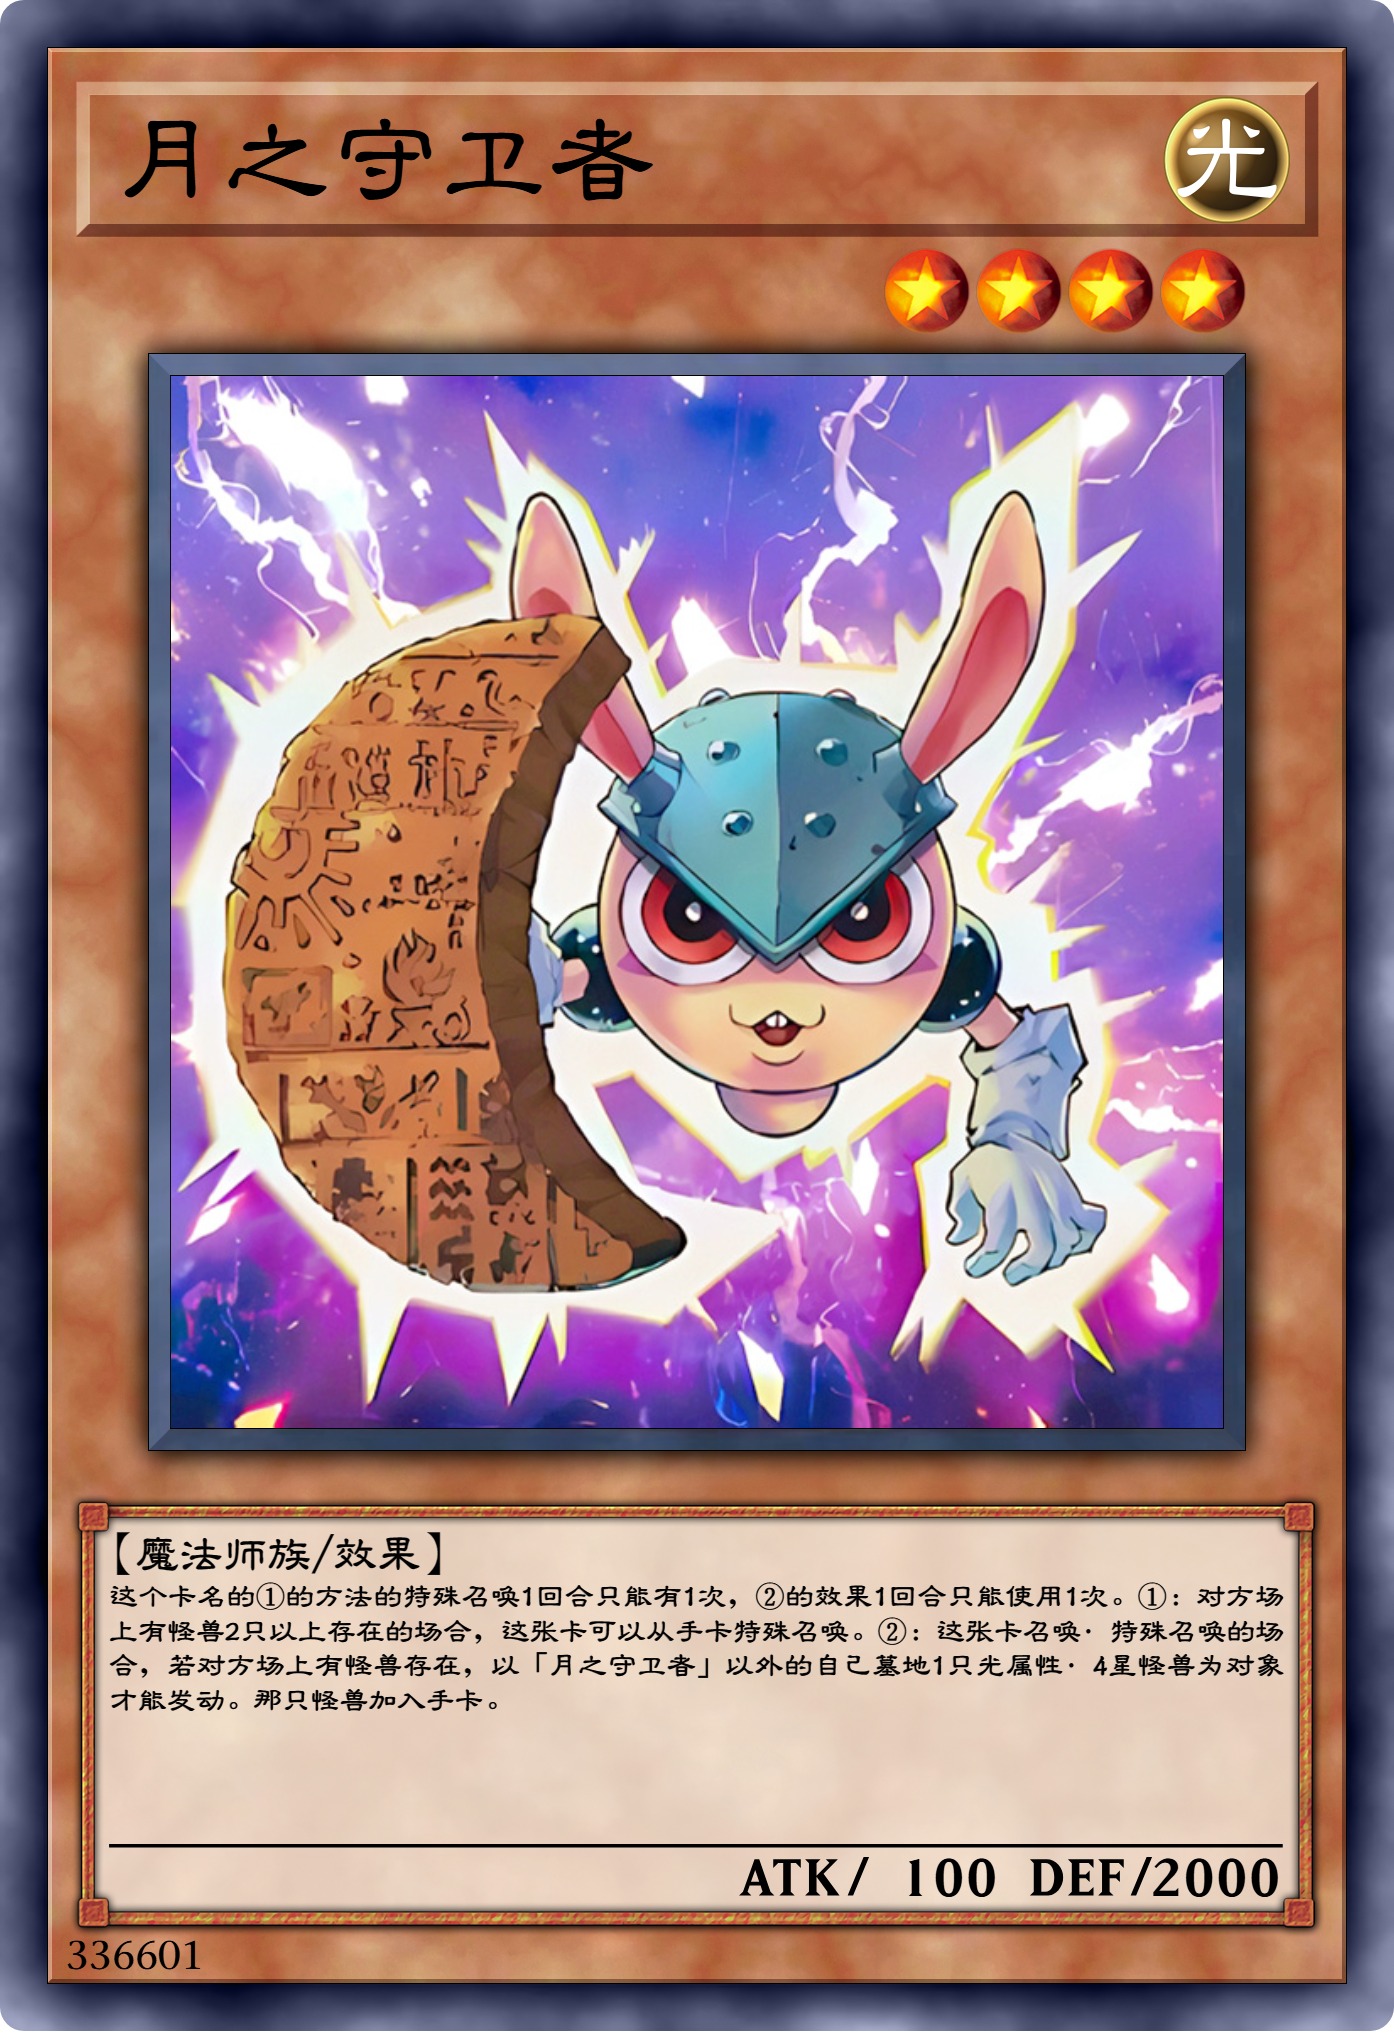 月之守卫者
光
【魔法师族/效果】
这个卡名的①的方法的特殊召唤1回合只能有1次，②的效果1回合只能使用1次。①：对方场
上有怪兽2只以上存在的场合，这张卡可以从手卡特殊召唤。②：这张卡召唤·特殊召唤的场
合，若对方场上有怪兽存在，以「月之守卫者」以外的自己墓地1只光属性·4星怪兽为对象
才能发动。那只怪兽加入手卡。
ATK/ 100 DEF/2000
336601